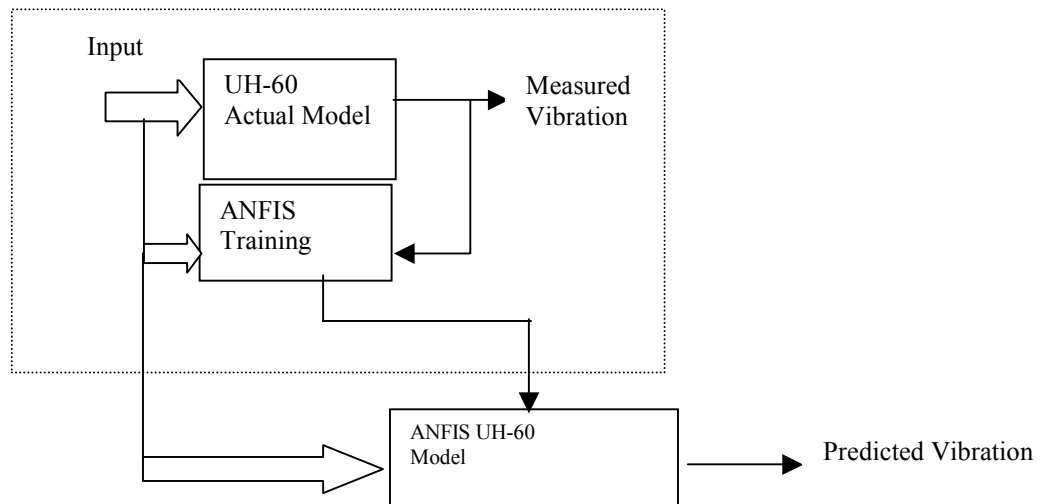 Input
UH-60
Actual Model
Measured
Vibration
ANFIS
Training
ANFIS UH-60
Model
Predicted Vibration